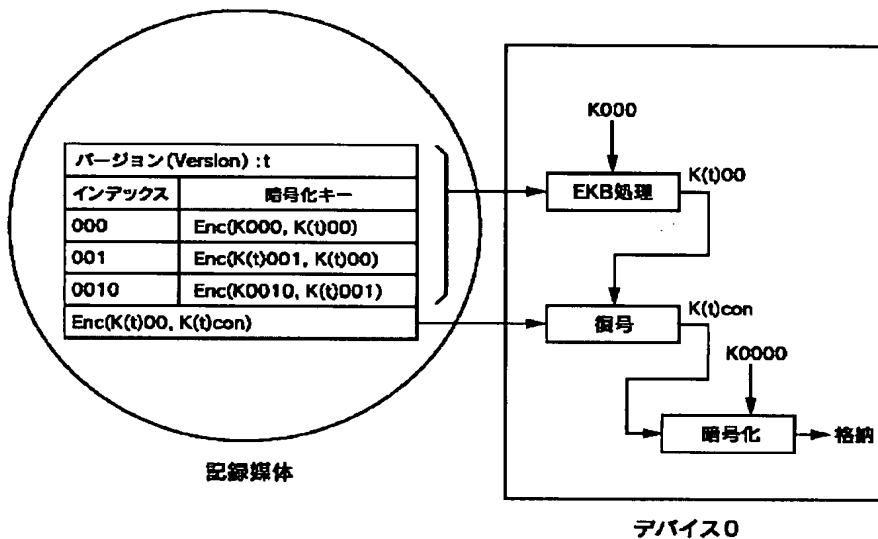 バージョン(Version) :t
インデックス 暗号化キー
000 Enc(K000, K(t)00)
001 Enc(K(t)001, K(t)00)
0010 Enc(K0010, K(t)001)
Enc(K(t)00, K(t)con)
記録媒体
K000
EKB処理
K(t)00
復号
K(t)con
K0000
暗号化
格納
デバイス0